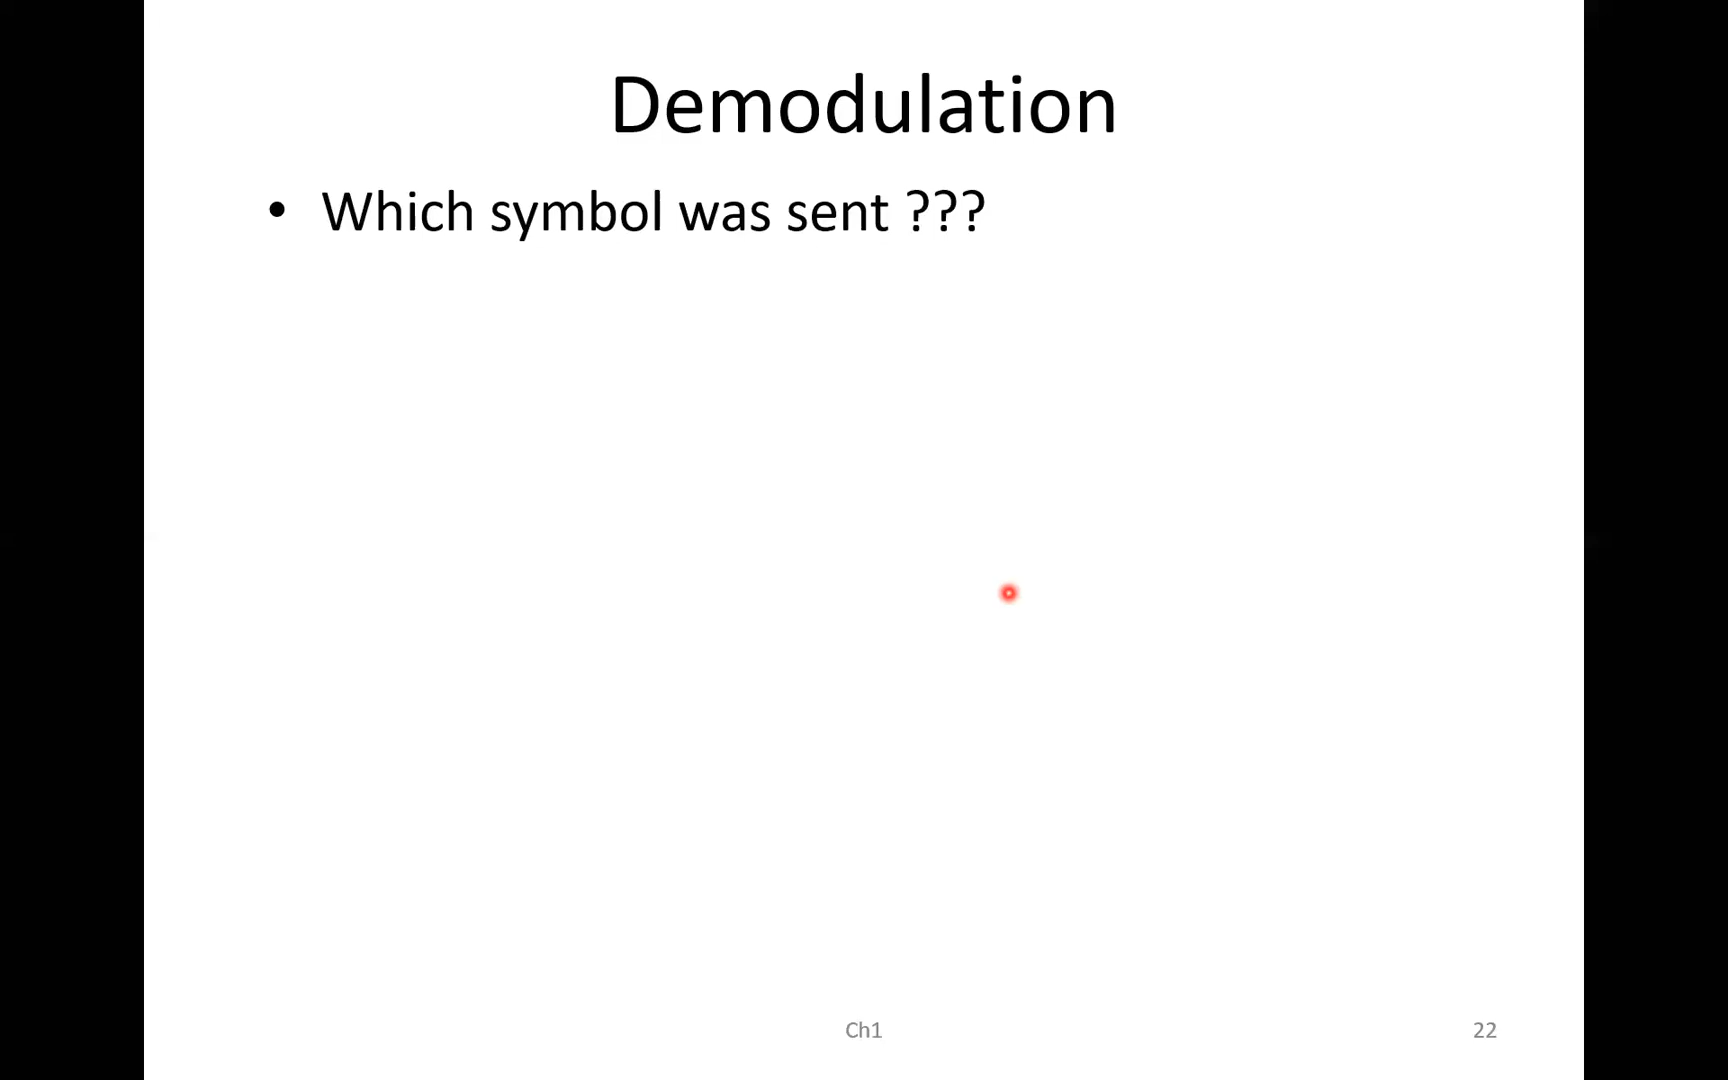 Demodulation
• Which symbol was sent ???
Ch1
22